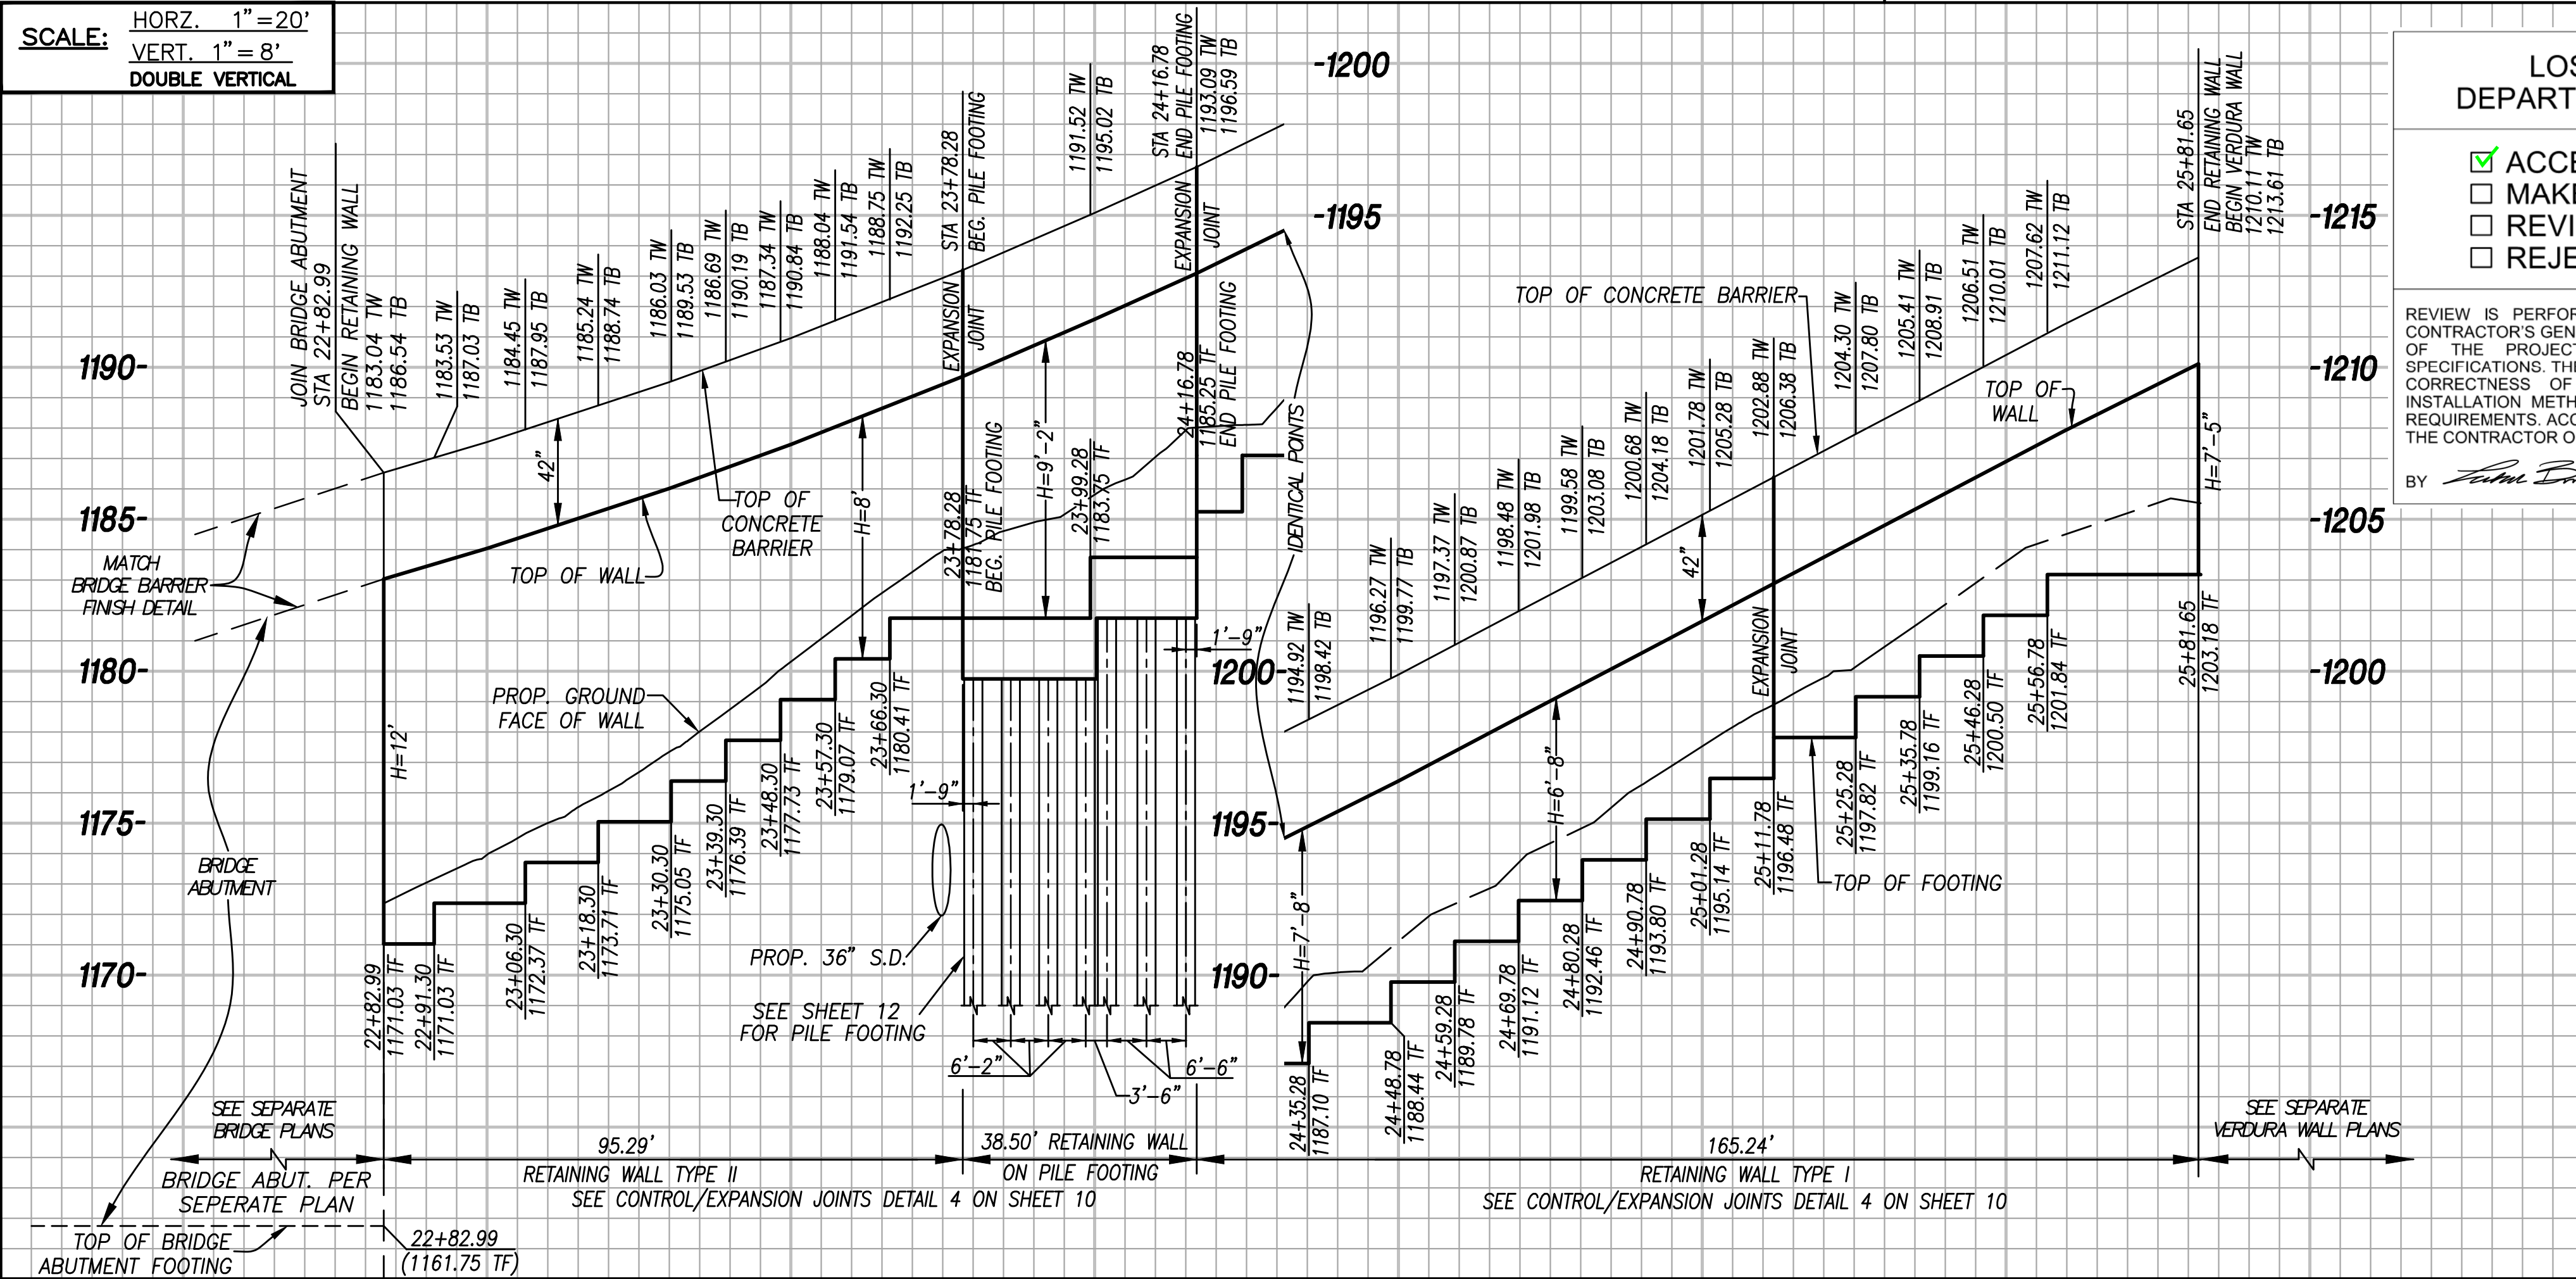 SCALE:
HORZ. 1"=20'
VERT. 1"=8'
DOUBLE VERTICAL
-1200
-1195
1190-
1185-
1180-
1175-
1170-
1200-
1195-
1190-
-1215
-1210
-1205
-1200
JOIN BRIDGE ABUTMENT
STA 22+82.99
BEGIN RETAINING WALL
1183.04 TW
1186.54 TB
1183.53 TW
1187.03 TB
1184.45 TW
1187.95 TB
1185.24 TW
1188.74 TB
1186.03 TW
1189.53 TB
1186.69 TW
1190.19 TB
1187.34 TW
1190.84 TB
1188.04 TW
1191.54 TB
1188.75 TW
1192.25 TB
STA 23+78.28
BEG. PILE FOOTING
EXPANSION
JOINT
1191.52 TW
1195.02 TB
STA 24+16.78
END PILE FOOTING
1193.09 TW
1196.59 TB
EXPANSION
JOINT
24+16.78
1185.25 TF
END PILE FOOTING
IDENTICAL POINTS
23+78.28
1181.75 TF
BEG. PILE FOOTING
H=9'-2"
23+99.28
1183.75 TF
42"
H=8'
TOP OF
CONCRETE
BARRIER
TOP OF WALL
MATCH
BRIDGE BARRIER
FINISH DETAIL
PROP. GROUND
FACE OF WALL
H=12'
BRIDGE
ABUTMENT
22+82.99
1171.03 TF
22+91.30
1171.03 TF
23+06.30
1172.37 TF
23+18.30
1173.71 TF
23+30.30
1175.05 TF
23+39.30
1176.39 TF
23+48.30
1177.73 TF
23+57.30
1179.07 TF
23+66.30
1180.41 TF
1'-9"
1'-9"
PROP. 36" S.D.
SEE SHEET 12
FOR PILE FOOTING
6'-2"
3'-6"
6'-6"
SEE SEPARATE
BRIDGE PLANS
95.29'
RETAINING WALL TYPE II
SEE CONTROL/EXPANSION JOINTS DETAIL 4 ON SHEET 10
38.50' RETAINING WALL
ON PILE FOOTING
BRIDGE ABUT. PER
SEPERATE PLAN
TOP OF BRIDGE
ABUTMENT FOOTING
22+82.99
(1161.75 TF)
1194.92 TW
1198.42 TB
1196.27 TW
1199.77 TB
1197.37 TW
1200.87 TB
1198.48 TW
1201.98 TB
1199.58 TW
1203.08 TB
1200.68 TW
1204.18 TB
1201.78 TW
1205.28 TB
1202.88 TW
1206.38 TB
1204.30 TW
1207.80 TB
1205.41 TW
1208.91 TB
1206.51 TW
1210.01 TB
1207.62 TW
1211.12 TB
STA 25+81.65
END RETAINING WALL
BEGIN VERDURA WALL
1210.11 TW
1213.61 TB
TOP OF CONCRETE BARRIER
TOP OF
WALL
42"
EXPANSION
JOINT
H=7'-5"
H=6'-8"
H=7'-8"
TOP OF FOOTING
24+35.28
1187.10 TF
24+48.78
1188.44 TF
24+59.28
1189.78 TF
24+69.78
1191.12 TF
24+80.28
1192.46 TF
24+90.78
1193.80 TF
25+01.28
1195.14 TF
25+11.78
1196.48 TF
25+25.28
1197.82 TF
25+35.78
1199.16 TF
25+46.28
1200.50 TF
25+56.78
1201.84 TF
25+81.65
1203.18 TF
165.24'
RETAINING WALL TYPE I
SEE CONTROL/EXPANSION JOINTS DETAIL 4 ON SHEET 10
SEE SEPARATE
VERDURA WALL PLANS
LOS
DEPART
ACCE
MAKE
REVI
REJE
REVIEW IS PERFOR
CONTRACTOR'S GEN
OF THE PROJECT
SPECIFICATIONS. THE
CORRECTNESS OF
INSTALLATION METH
REQUIREMENTS. ACC
THE CONTRACTOR O
BY